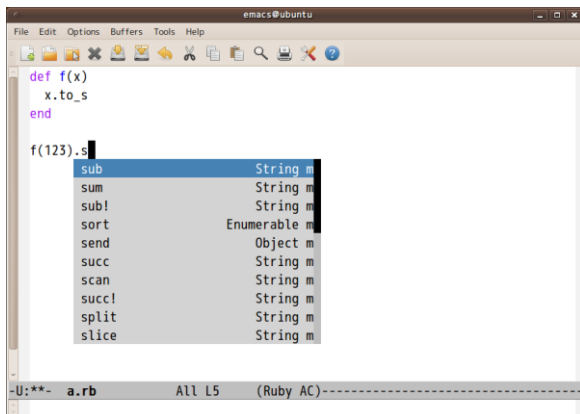 emacs@ubuntu
File Edit Options Buffers Tools Help
def f(x)
  x.to_s
end
f(123).s
sub String m
sum String m
sub! String m
sort Enumerable m
send Object m
succ String m
scan String m
succ! String m
split String m
slice String m
-U:**-  a.rb          All L5     (Ruby AC)-----------------------------------